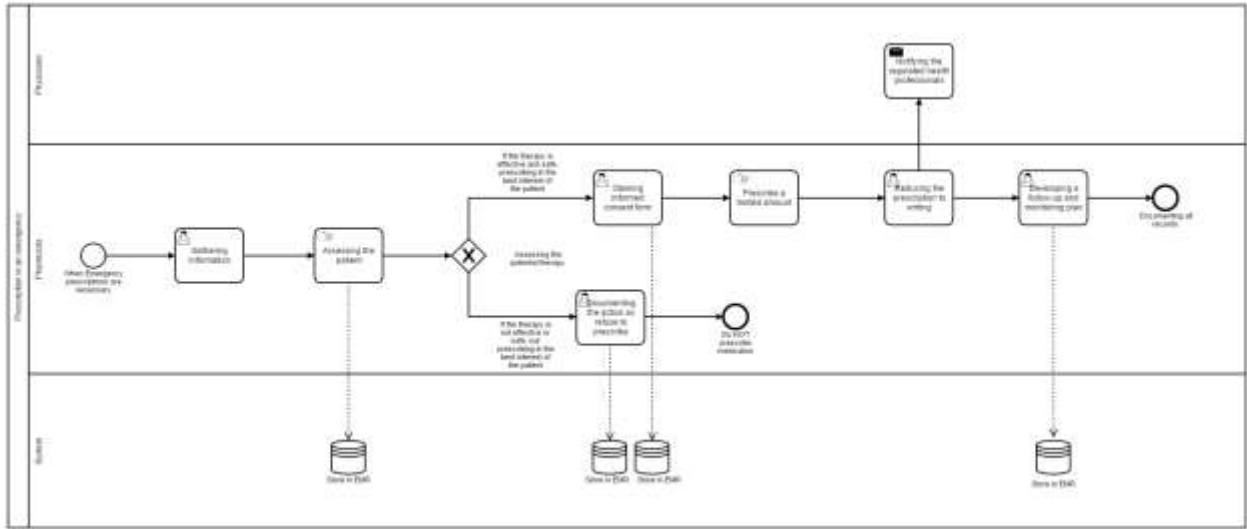 Prescription in an emergency
Physician
Notifying the
regulated health
professionals
If the therapy is
effective and safe,
prescribing in the
best interest of
the patient
Obtaining
informed
consent form
Prescribe a
limited amount
Reducing the
prescription to
writing
Developing a
follow-up and
monitoring plan
Documenting all
records
When Emergency
prescriptions are
necessary
Gathering
information
Assessing the
patient
Assessing the
patient/therapy
If the therapy is
not effective or
safe, not
prescribing in the
best interest of
the patient
Documenting
the action as
refuse to
prescribe
Do NOT
prescribe
medication
System
Store in EMR
Store in EMR
Store in EMR
Store in EMR